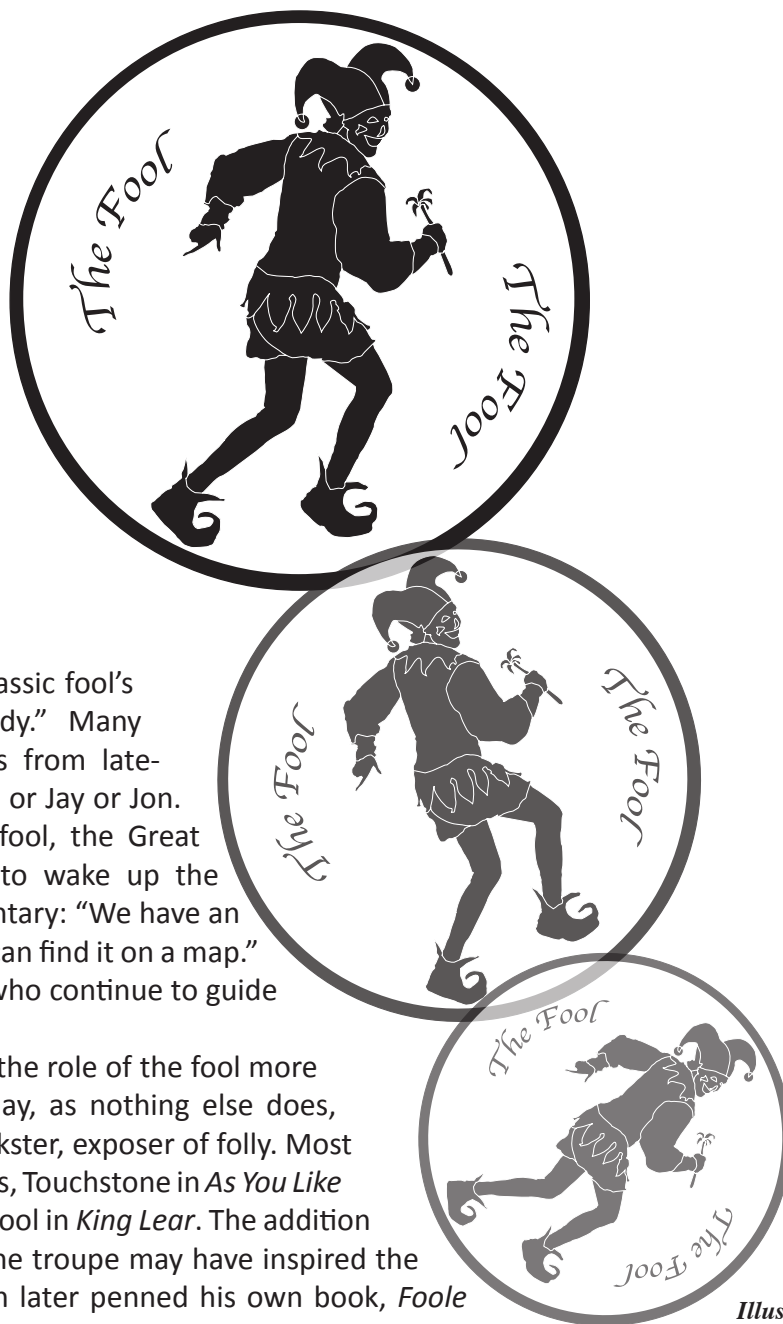 The Fool
The Fool
The Fool
The Fool
assic fool's
dy." Many
s from late-
or Jay or Jon.
fool, the Great
to wake up the
ntary: "We have an
an find it on a map."
who continue to guide
the role of the fool more
ay, as nothing else does,
kster, exposer of folly. Most
s, Touchstone in As You Like
ool in King Lear. The addition
ne troupe may have inspired the
n later penned his own book, Foole
The Fool
The Fool
Illus